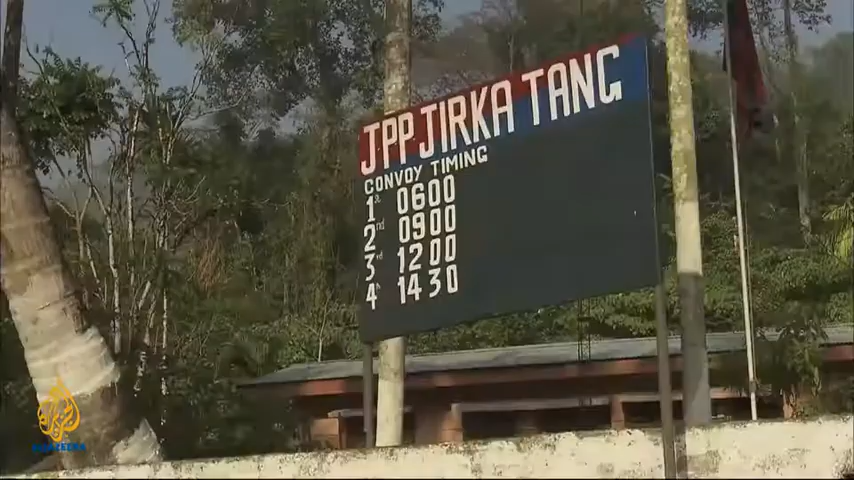 JPP JIRKA TANG
CONVOY TIMING
1st 0600
2nd 0900
3rd 1200
4th 1430